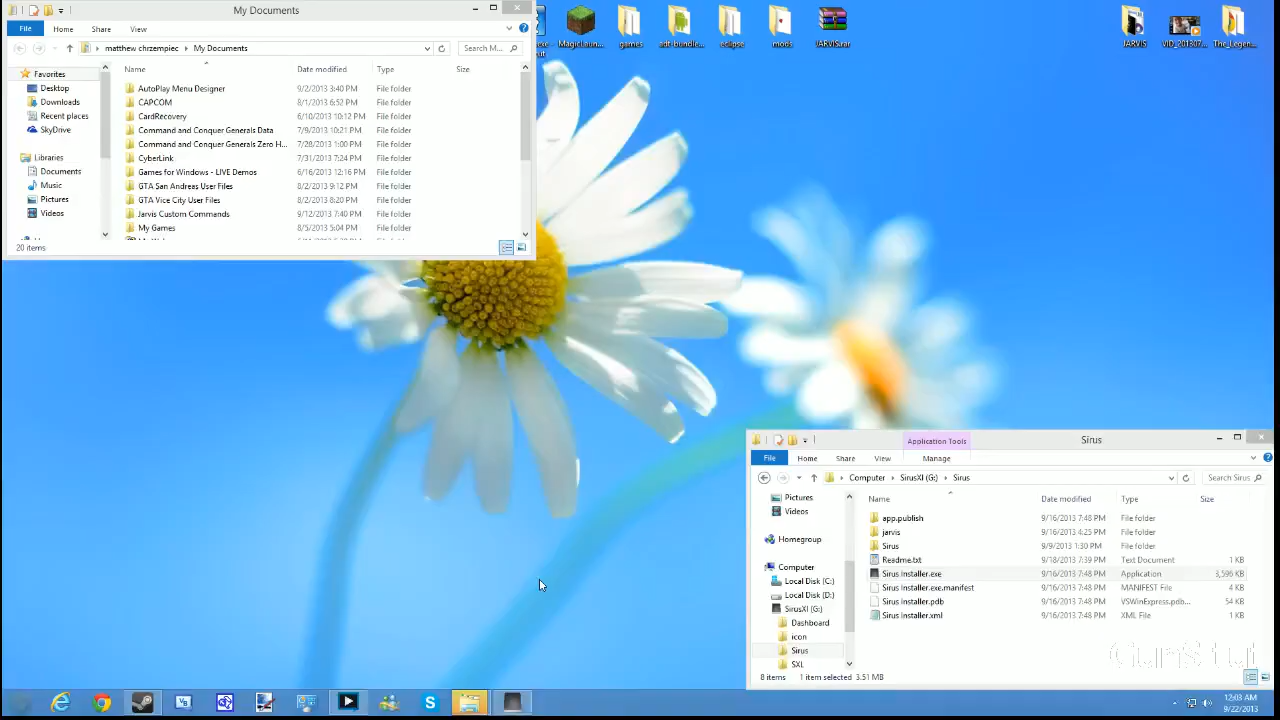 My Documents
File Home Share View
matthew chrzempiec My Documents Search M...
Name Date modified Type Size
Favorites
Desktop
Downloads
Recent places
SkyDrive
Libraries
Documents
Music
Pictures
Videos
AutoPlay Menu Designer 9/2/2013 3:40 PM File folder
CAPCOM 8/1/2013 6:52 PM File folder
CardRecovery 6/10/2013 10:12 PM File folder
Command and Conquer Generals Data 7/9/2013 10:21 PM File folder
Command and Conquer Generals Zero H... 7/28/2013 1:00 PM File folder
CyberLink 7/31/2013 7:24 PM File folder
Games for Windows - LIVE Demos 6/16/2013 12:16 PM File folder
GTA San Andreas User Files 8/2/2013 9:12 PM File folder
GTA Vice City User Files 8/2/2013 8:20 PM File folder
Jarvis Custom Commands 9/12/2013 7:40 PM File folder
My Games 8/5/2013 5:04 PM File folder
20 items
MagicLaun... games adt-bundle... eclipse mods JARVIS.rar
JARVIS VID_201307... The_Legen...
Application Tools Sirus
File Home Share View Manage
Computer SirusXI (G:) Sirus Search Sirus
Name Date modified Type Size
Pictures
Videos
Homegroup
Computer
Local Disk (C:)
Local Disk (D:)
SirusXI (G:)
Dashboard
icon
Sirus
SXL
app.publish 9/16/2013 7:48 PM File folder
jarvis 9/16/2013 4:25 PM File folder
Sirus 9/9/2013 1:30 PM File folder
Readme.txt 9/18/2013 7:39 PM Text Document 1 KB
Sirus Installer.exe 9/16/2013 7:48 PM Application 3,596 KB
Sirus Installer.exe.manifest 9/16/2013 7:48 PM MANIFEST File 4 KB
Sirus Installer.pdb 9/16/2013 7:48 PM VSWinExpress.pdb... 54 KB
Sirus Installer.xml 9/16/2013 7:48 PM XML File 1 KB
8 items 1 item selected 3.51 MB
12:03 AM
9/22/2013